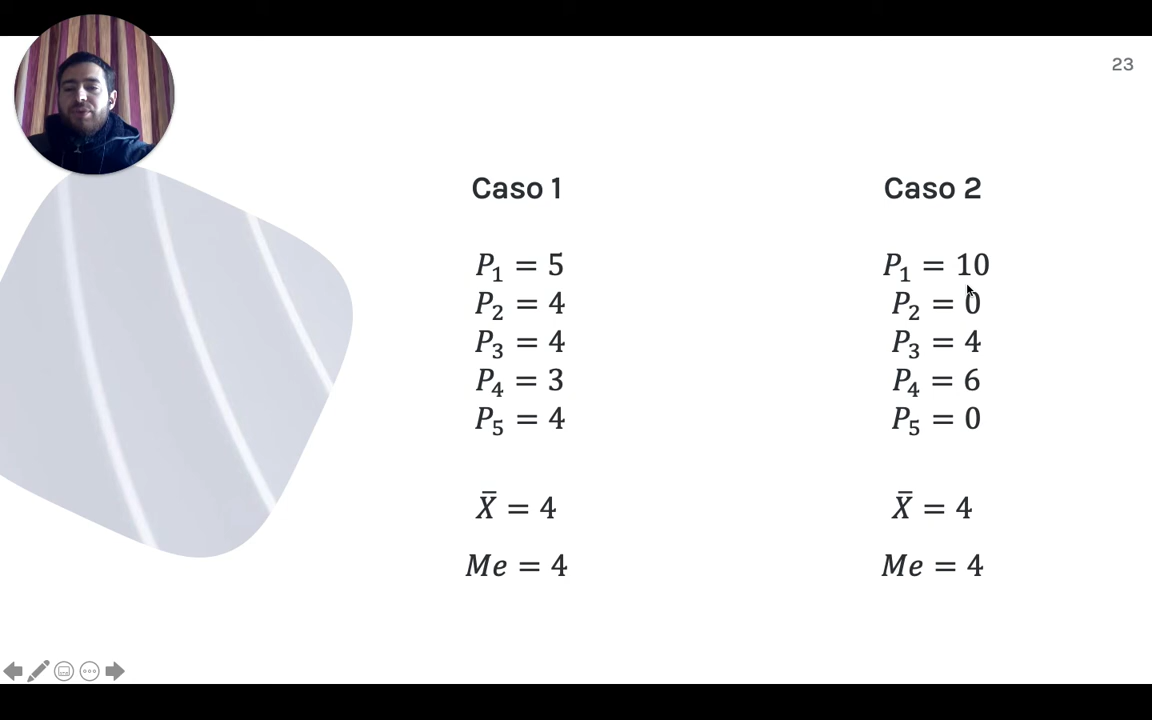 23
Caso 1
P₁ = 5
P₂ = 4
P₃ = 4
P₄ = 3
P₅ = 4
X̄ = 4
Me = 4
Caso 2
P₁ = 10
P₂ = 0
P₃ = 4
P₄ = 6
P₅ = 0
X̄ = 4
Me = 4